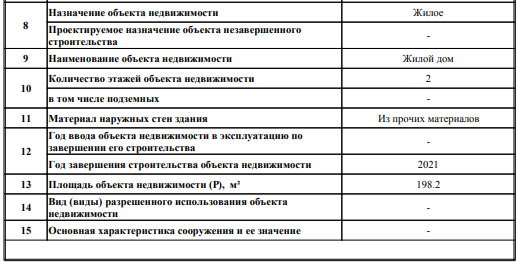 8
Назначение объекта недвижимости
Жилое
Проектируемое назначение объекта незавершенного
строительства
-
9
Наименование объекта недвижимости
Жилой дом
10
Количество этажей объекта недвижимости
2
в том числе подземных
-
11
Материал наружных стен здания
Из прочих материалов
12
Год ввода объекта недвижимости в эксплуатацию по
завершении его строительства
-
Год завершения строительства объекта недвижимости
2021
13
Площадь объекта недвижимости (Р), м²
198.2
14
Вид (виды) разрешенного использования объекта
недвижимости
-
15
Основная характеристика сооружения и ее значение
-